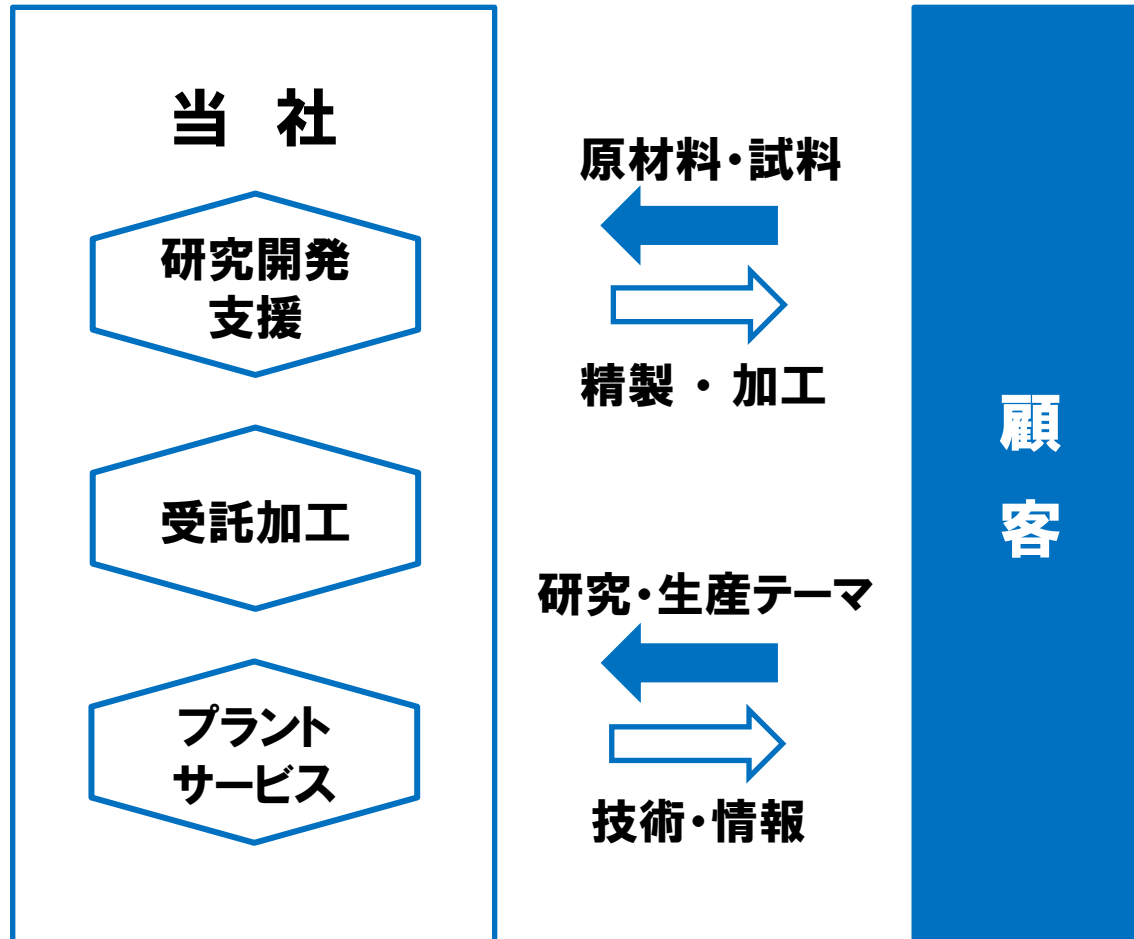 当 社
研究開発
支援
受託加工
プラント
サービス
原材料・試料
精製 ・ 加工
研究・生産テーマ
技術・情報
顧
客